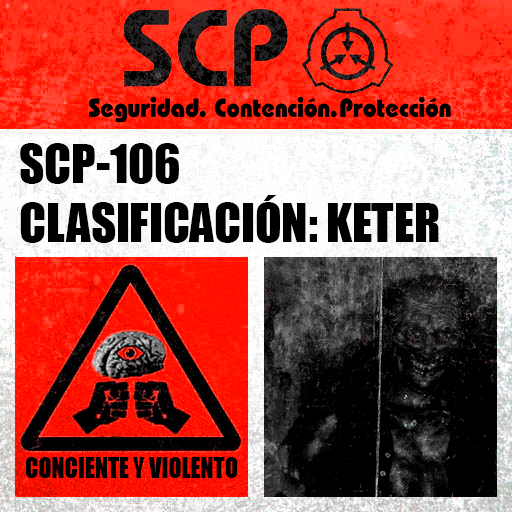 SCP
Seguridad. Contención.Protección
SCP-106
CLASIFICACIÓN: KETER
CONCIENTE Y VIOLENTO